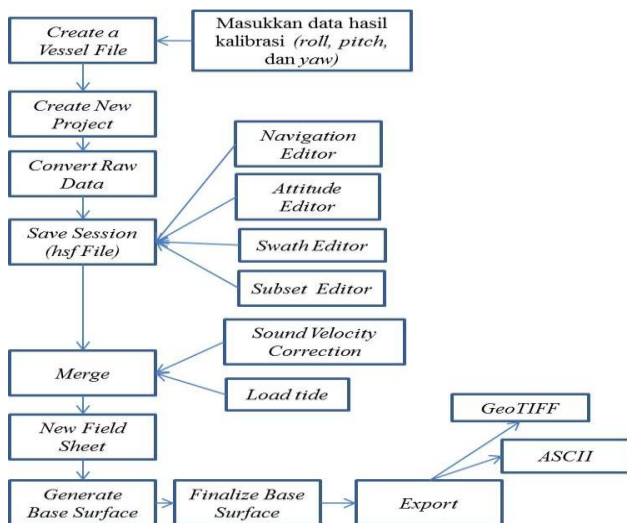 Create a
Vessel File
Masukkan data hasil
kalibrasi (roll, pitch,
dan yaw)
Create New
Project
Convert Raw
Data
Save Session
(hsf File)
Navigation
Editor
Attitude
Editor
Swath Editor
Subset Editor
Merge
Sound Velocity
Correction
Load tide
New Field
Sheet
Generate
Base Surface
Finalize Base
Surface
Export
GeoTIFF
ASCII